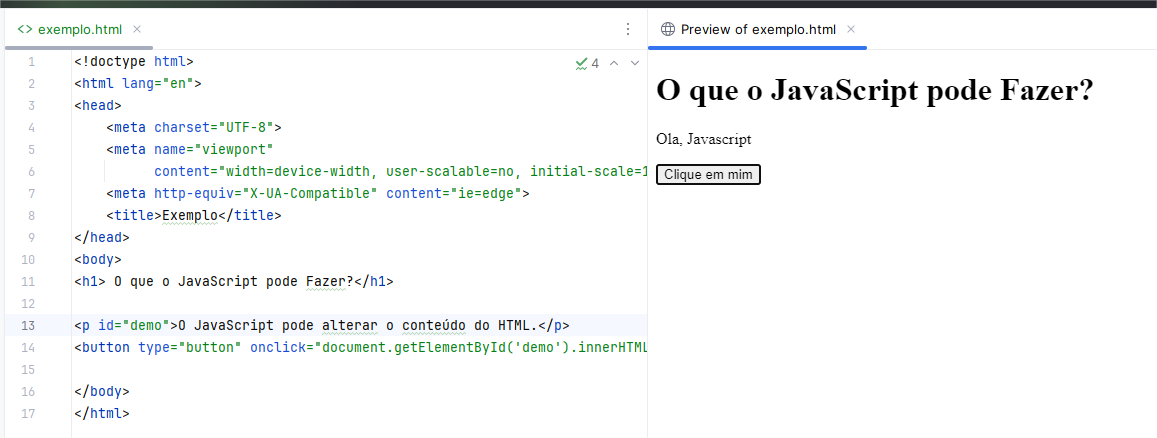 exemplo.html
Preview of exemplo.html
4
1 <!doctype html>
2 <html lang="en">
3 <head>
4 <meta charset="UTF-8">
5 <meta name="viewport"
6 content="width=device-width, user-scalable=no, initial-scale=1
7 <meta http-equiv="X-UA-Compatible" content="ie=edge">
8 <title>Exemplo</title>
9 </head>
10 <body>
11 <h1> O que o JavaScript pode Fazer?</h1>
12
13 <p id="demo">O JavaScript pode alterar o conteúdo do HTML.</p>
14 <button type="button" onclick="document.getElementById('demo').innerHTML
15
16 </body>
17 </html>
O que o JavaScript pode Fazer?
Ola, Javascript
Clique em mim